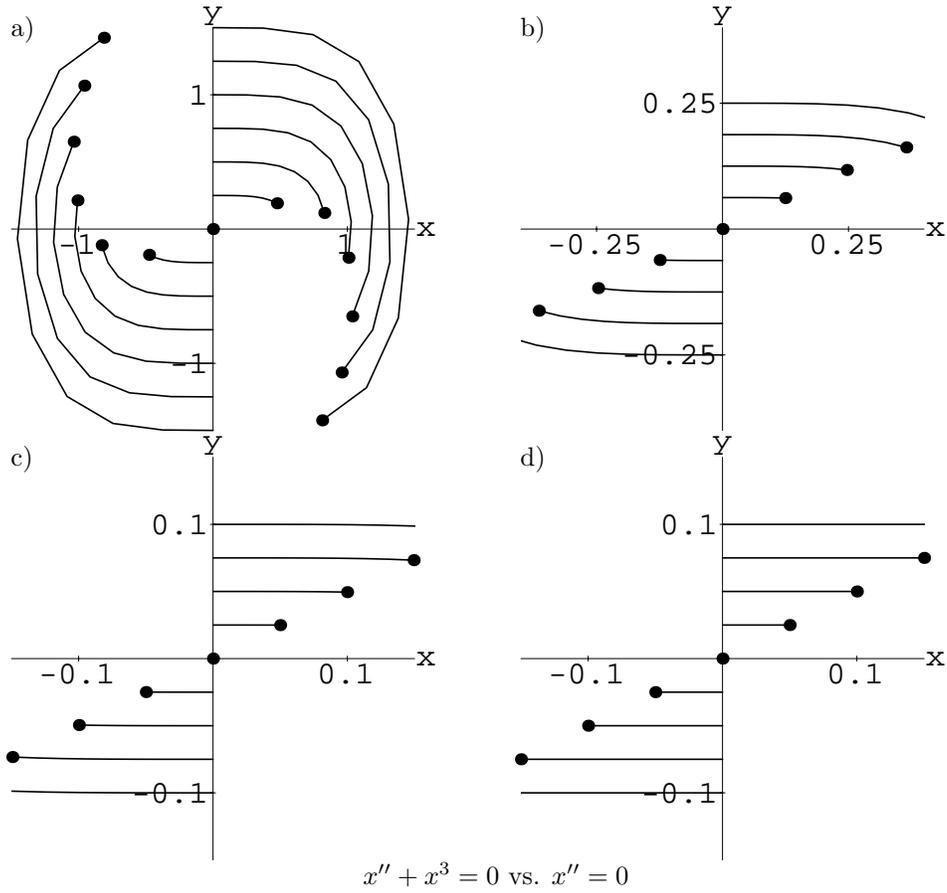 a)
y
1
x
-1
1
-1
b)
y
0.25
x
-0.25
0.25
-0.25
c)
y
0.1
x
-0.1
0.1
-0.1
d)
y
0.1
x
-0.1
0.1
-0.1
x′′ + x³ = 0 vs. x′′ = 0